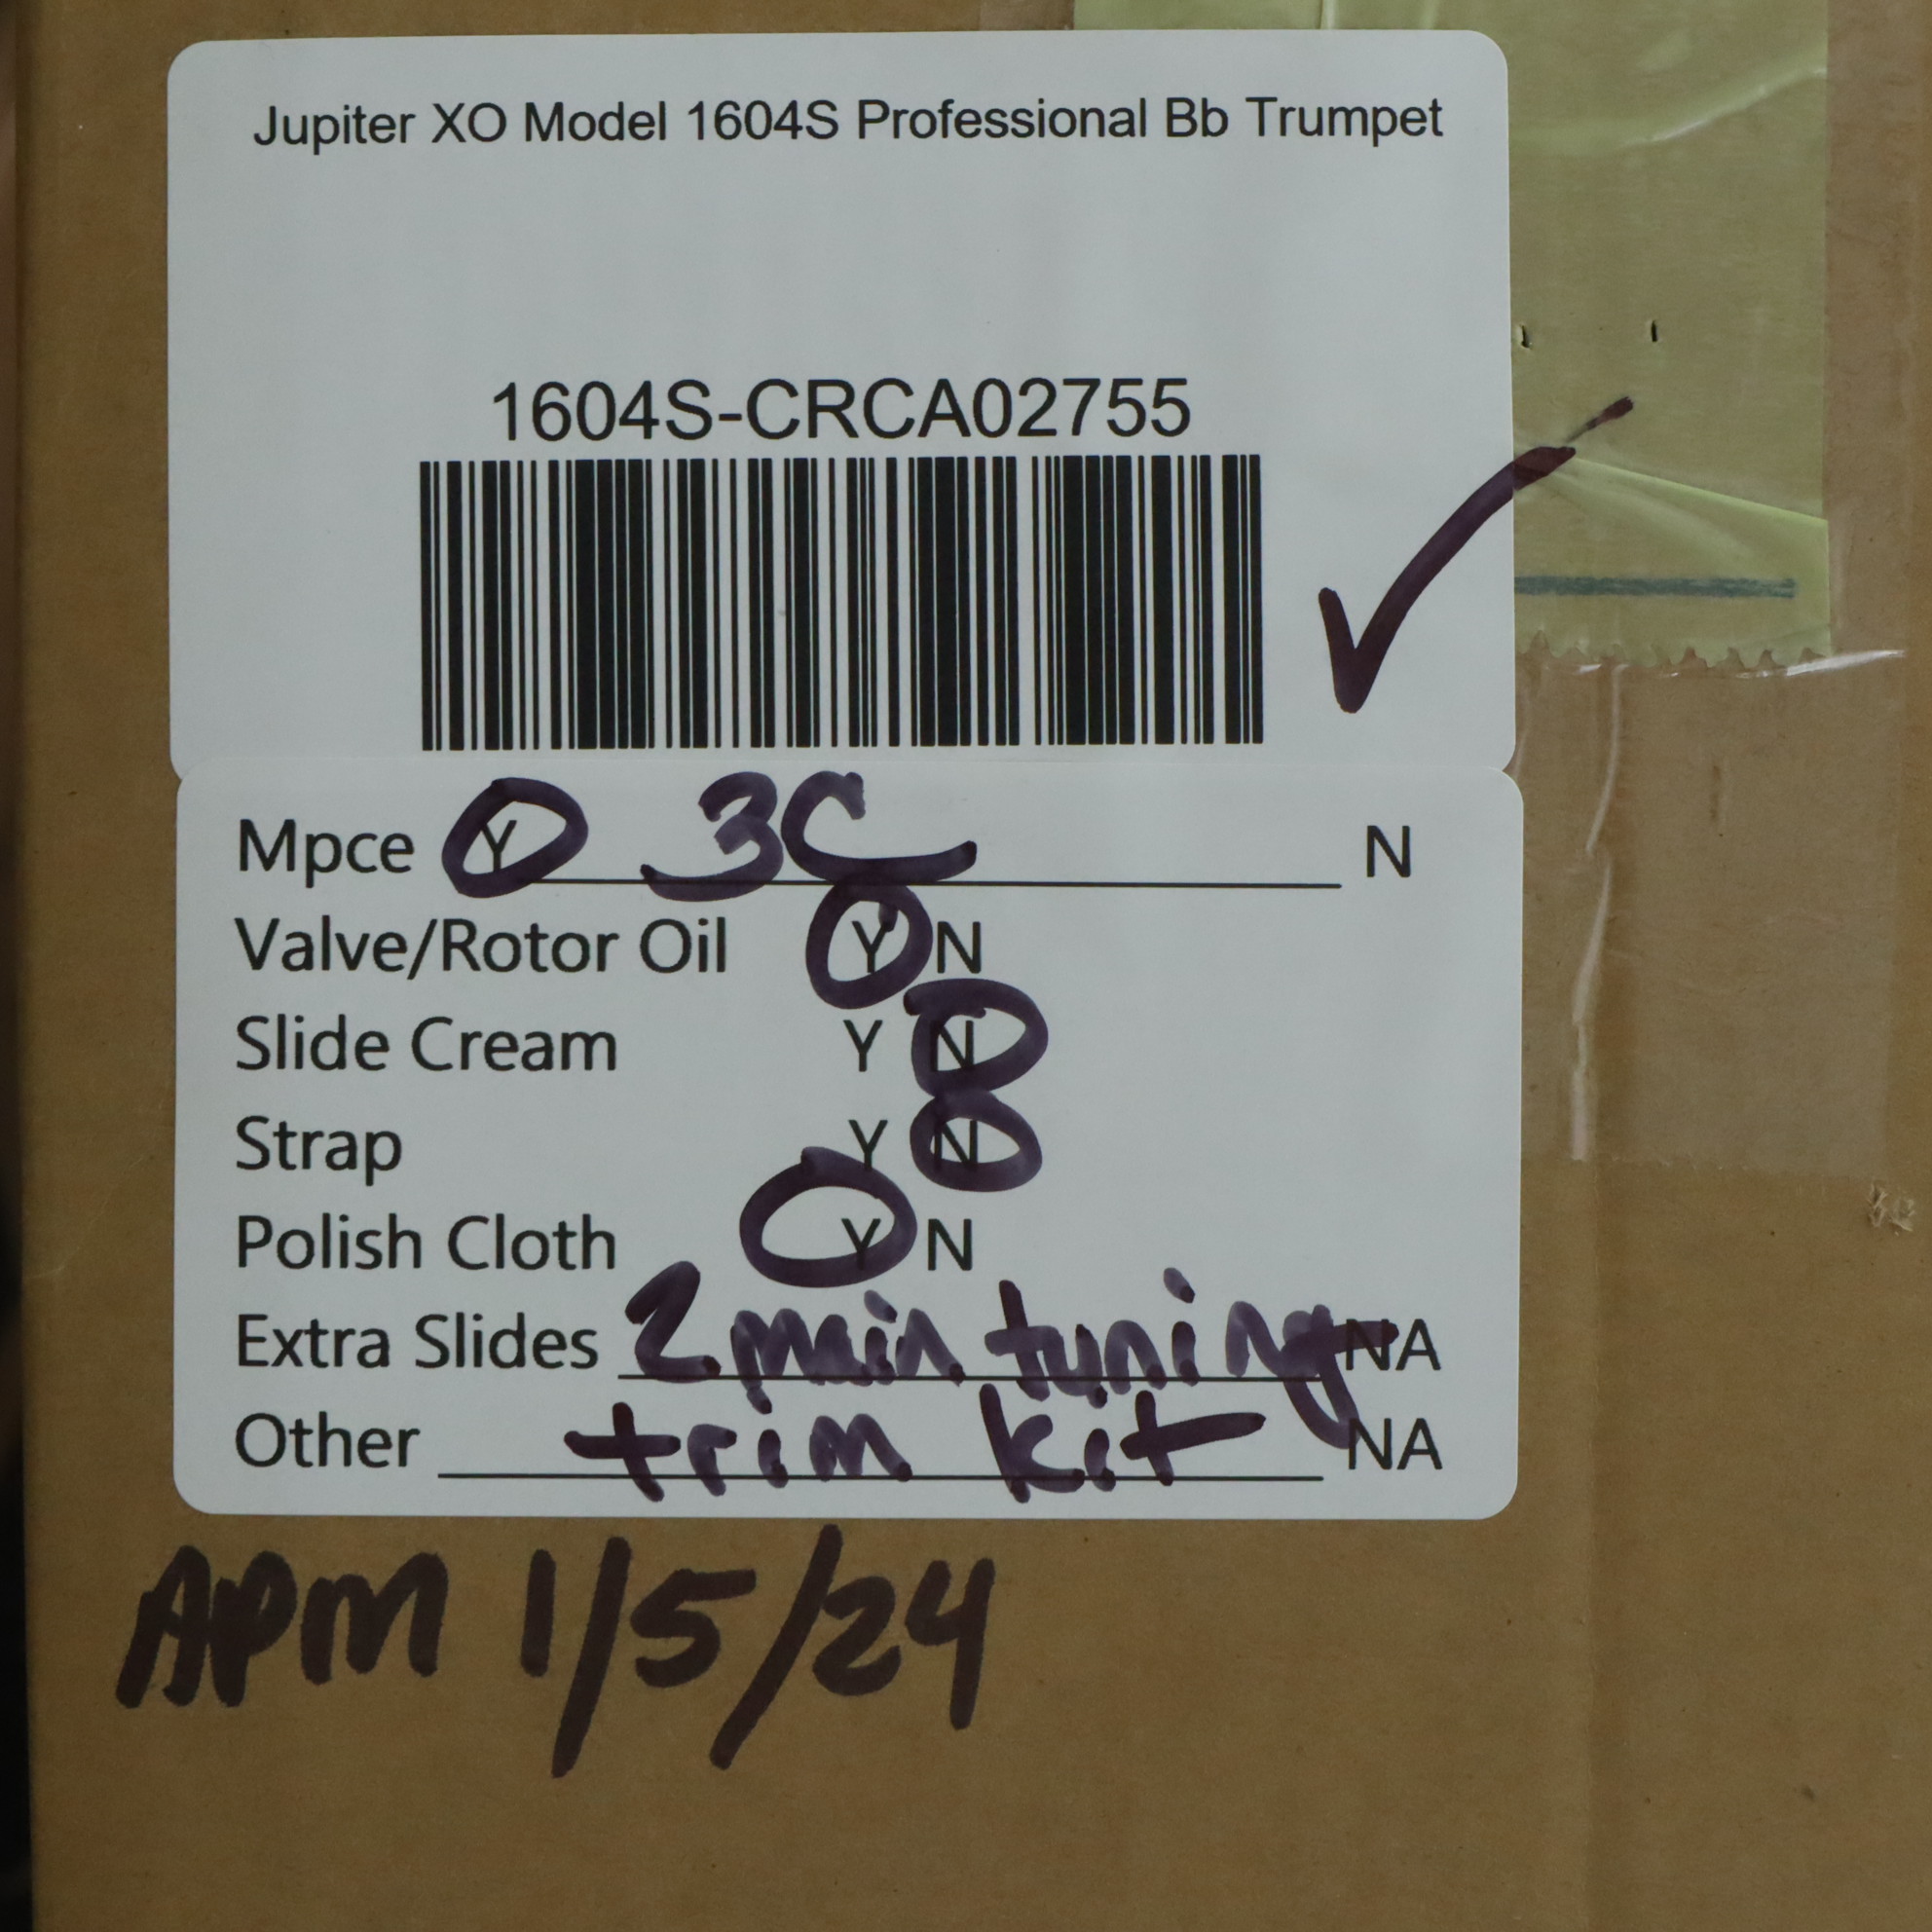 Jupiter XO Model 1604S Professional Bb Trumpet
1604S-CRCA02755
Mpce Y 3C N
Valve/Rotor Oil Y N
Slide Cream Y N
Strap Y N
Polish Cloth Y N
Extra Slides 2 main tuning NA
Other trim kit NA
APM 1/5/24